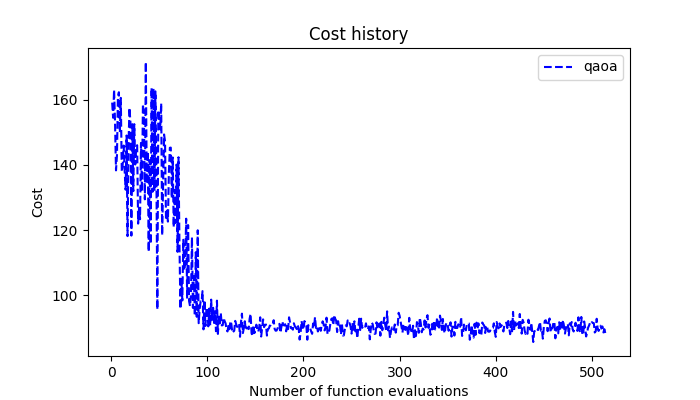 Cost history
qaoa
Cost
160
140
120
100
0 100 200 300 400 500
Number of function evaluations